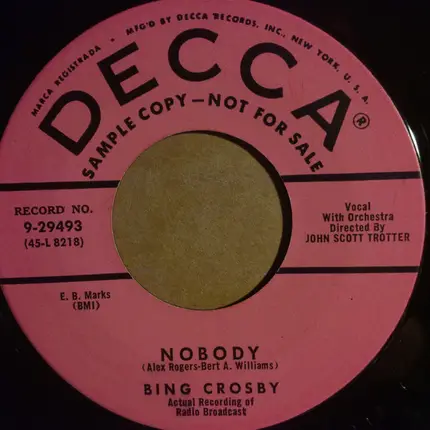 MARCA REGISTRADA • MFG'D BY DECCA RECORDS, INC., NEW YORK, U. S. A.
DECCA®
SAMPLE COPY—NOT FOR SALE
RECORD NO.
9-29493
(45-L 8218)
Vocal
With Orchestra
Directed By
JOHN SCOTT TROTTER
E. B. Marks
(BMI)
NOBODY
(Alex Rogers-Bert A. Williams)
BING CROSBY
Actual Recording of
Radio Broadcast